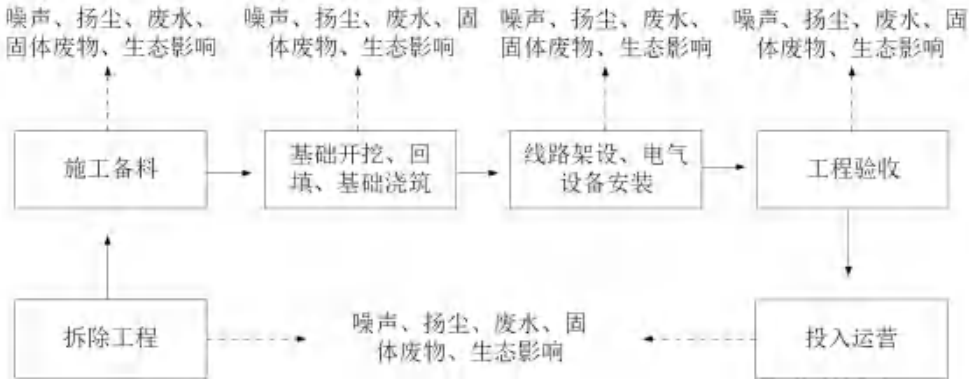 噪声、扬尘、废水、
固体废物、生态影响
噪声、扬尘、废水、固
体废物、生态影响
噪声、扬尘、废水、
固体废物、生态影响
噪声、扬尘、废水、固
体废物、生态影响
施工备料
基础开挖、回
填、基础浇筑
线路架设、电气
设备安装
工程验收
拆除工程
噪声、扬尘、废水、固
体废物、生态影响
投入运营